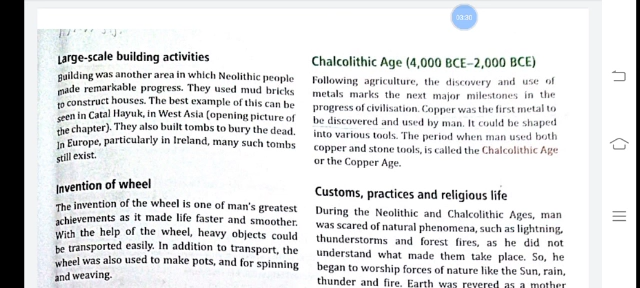 03:30
Large-scale building activities
Building was another area in which Neolithic people
made remarkable progress. They used mud bricks
to construct houses. The best example of this can be
seen in Catal Hayuk, in West Asia (opening picture of
the chapter). They also built tombs to bury the dead.
In Europe, particularly in Ireland, many such tombs
still exist.
Invention of wheel
The invention of the wheel is one of man's greatest
achievements as it made life faster and smoother.
With the help of the wheel, heavy objects could
be transported easily. In addition to transport, the
wheel was also used to make pots, and for spinning
and weaving.
Chalcolithic Age (4,000 BCE–2,000 BCE)
Following agriculture, the discovery and use of
metals marks the next major milestones in the
progress of civilisation. Copper was the first metal to
be discovered and used by man. It could be shaped
into various tools. The period when man used both
copper and stone tools, is called the Chalcolithic Age
or the Copper Age.
Customs, practices and religious life
During the Neolithic and Chalcolithic Ages, man
was scared of natural phenomena, such as lightning,
thunderstorms and forest fires, as he did not
understand what made them take place. So, he
began to worship forces of nature like the Sun, rain,
thunder and fire. Earth was revered as a mother